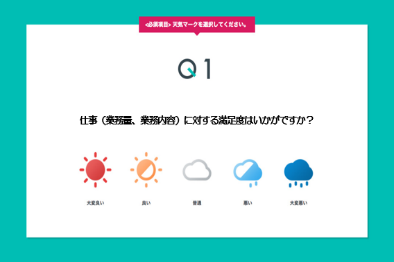 <必須項目> 天気マークを選択してください。
Q1
仕事（業務量、業務内容）に対する満足度はいかがですか？
大変良い
良い
普通
悪い
大変悪い